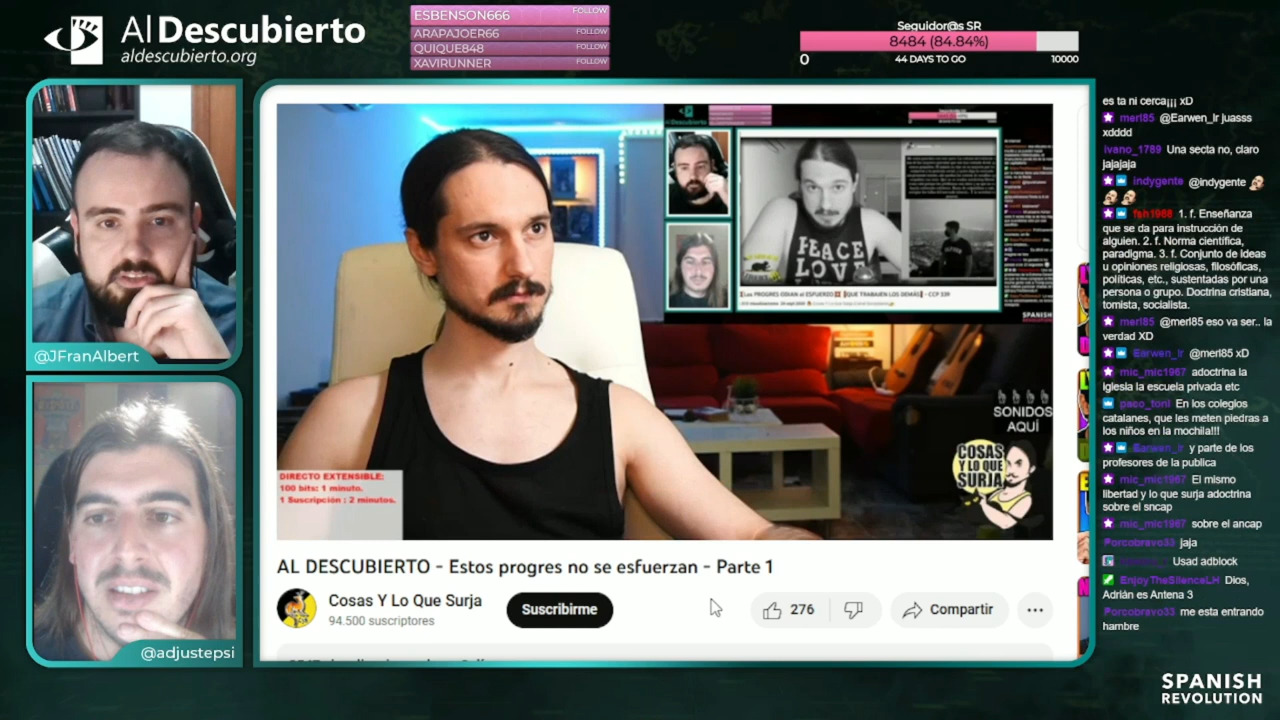 Al Descubierto
aldescubierto.org
ESBENSON666 FOLLOW
ARAPAJOER66 FOLLOW
QUIQUE848 FOLLOW
XAVIRUNNER FOLLOW
Seguidor@s SR
8484 (84.84%)
0 44 DAYS TO GO 10000
@JFranAlbert
@adjustepsi
PEACE
LOVE
SPANISH
REVOLUTION
SONIDOS
AQUÍ
COSAS
Y LO QUE
SURJA
DIRECTO EXTENSIBLE:
100 bits: 1 minuto.
1 Suscripción : 2 minutos.
AL DESCUBIERTO - Estos progres no se esfuerzan - Parte 1
Cosas Y Lo Que Surja
94.500 suscriptores
Suscribirme
276
Compartir
es ta ni cerca¡¡¡ xD
merl85 @Earwen_Ir juasss
xdddd
ivano_1789 Una secta no, claro
jajajaja
indygente @indygente
fsh1968 1. f. Enseñanza
que se da para instrucción de
alguien. 2. f. Norma científica,
paradigma. 3. f. Conjunto de ideas
u opiniones religiosas, filosóficas,
políticas, etc., sustentadas por una
persona o grupo. Doctrina cristiana,
tomista, socialista.
merl85 @merl85 eso va ser.. la
verdad XD
Earwen_Ir @merl85 xD
mic_mic1967 adoctrina la
iglesia la escuela privada etc
paco_toni En los colegios
catalanes, que les meten piedras a
los niños en la mochila!!!
Earwen_Ir y parte de los
profesores de la publica
mic_mic1967 El mismo
libertad y lo que surja adoctrina
sobre el sncap
mic_mic1967 sobre el ancap
Porcobravo33 jaja
Usad adblock
EnjoyTheSilenceLH Dios,
Adrián es Antena 3
Porcobravo33 me esta entrando
hambre
SPANISH
REVOLUTION